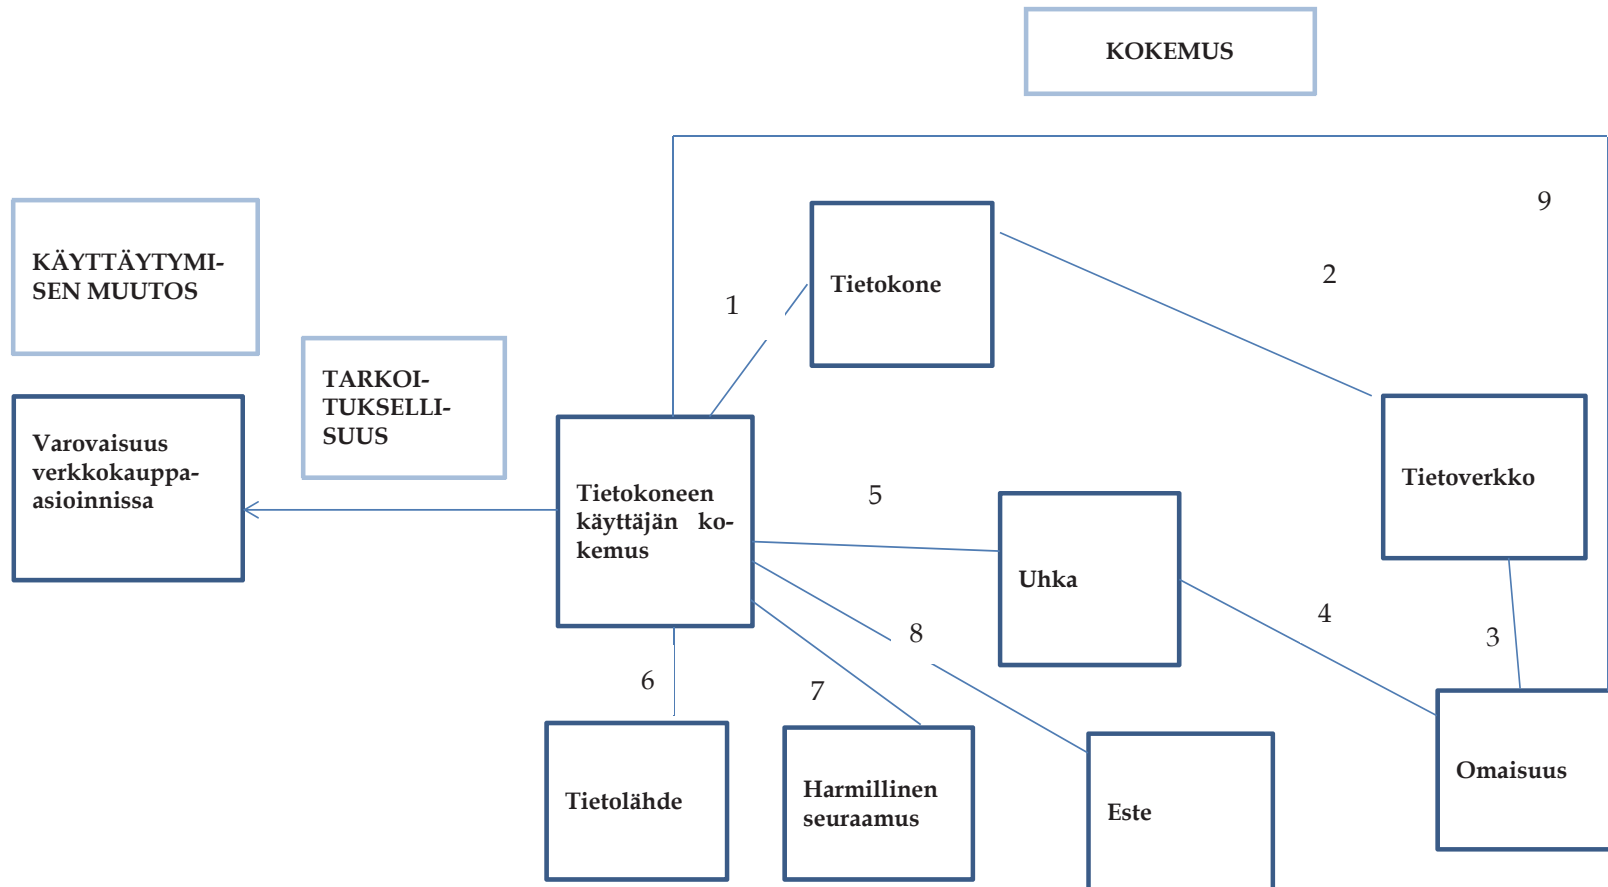 KOKEMUS
9
KÄYTTÄYTYMI-
SEN MUUTOS
Tietokone
2
1
TARKOI-
TUKSELLI-
SUUS
Varovaisuus
verkkokauppa-
asioinnissa
Tietokoneen
käyttäjän ko-
kemus
5
Tietoverkko
Uhka
4
3
8
6
7
Tietolähde
Harmillinen
seuraamus
Este
Omaisuus